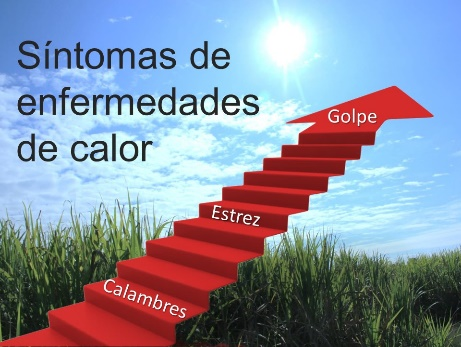 Síntomas de
enfermedades
de calor
Golpe
Estrez
Calambres